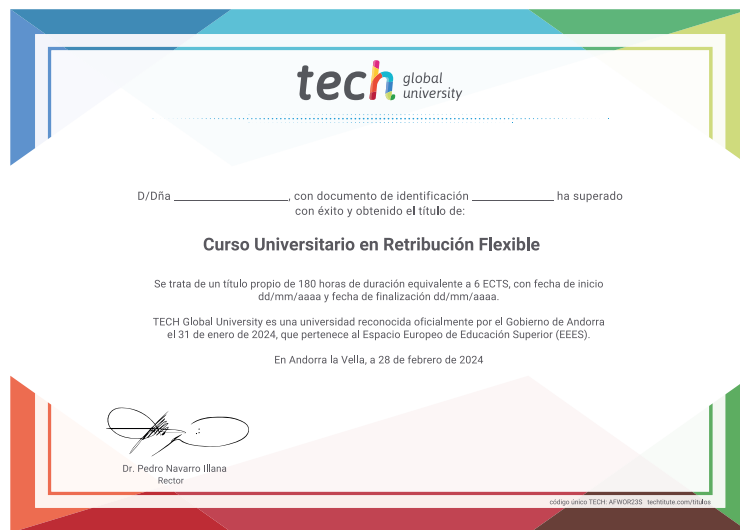 tech global
university
D/Dña __________________, con documento de identificación _____________ ha superado
con éxito y obtenido el título de:
Curso Universitario en Retribución Flexible
Se trata de un título propio de 180 horas de duración equivalente a 6 ECTS, con fecha de inicio
dd/mm/aaaa y fecha de finalización dd/mm/aaaa.
TECH Global University es una universidad reconocida oficialmente por el Gobierno de Andorra
el 31 de enero de 2024, que pertenece al Espacio Europeo de Educación Superior (EEES).
En Andorra la Vella, a 28 de febrero de 2024
Dr. Pedro Navarro Illana
Rector
código único TECH: AFWOR23S techtitute.com/titulos